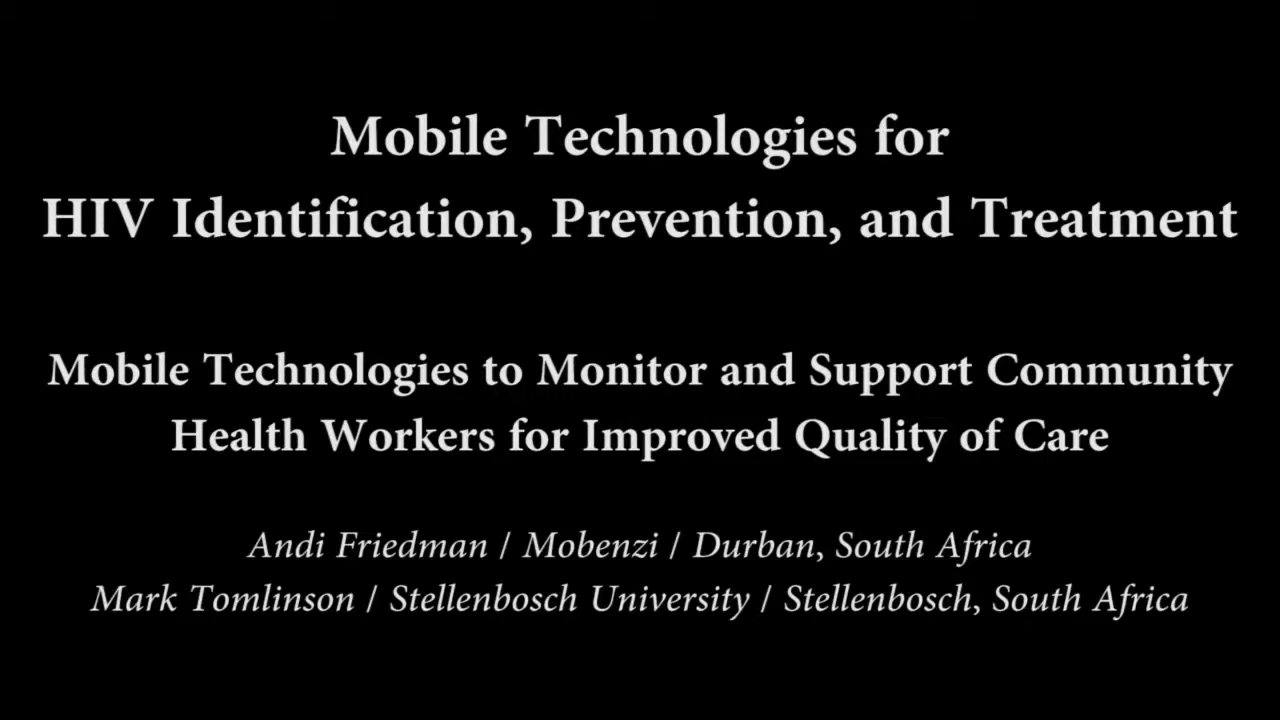 Mobile Technologies for
HIV Identification, Prevention, and Treatment
Mobile Technologies to Monitor and Support Community
Health Workers for Improved Quality of Care
Andi Friedman / Mobenzi / Durban, South Africa
Mark Tomlinson / Stellenbosch University / Stellenbosch, South Africa